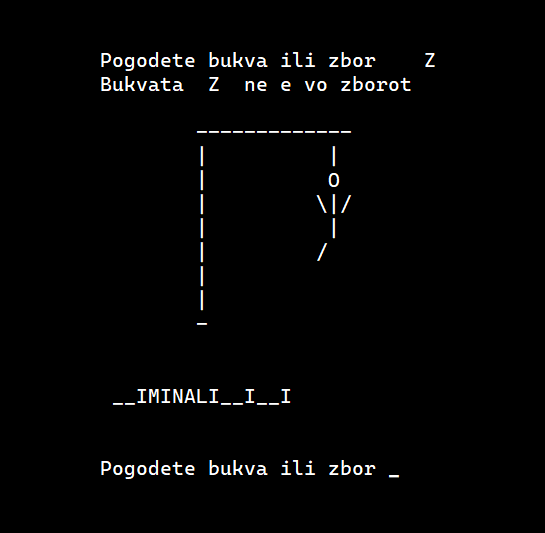 Pogodete bukva ili zbor    Z
Bukvata  Z  ne e vo zborot
O
__IMINALI__I__I
Pogodete bukva ili zbor _